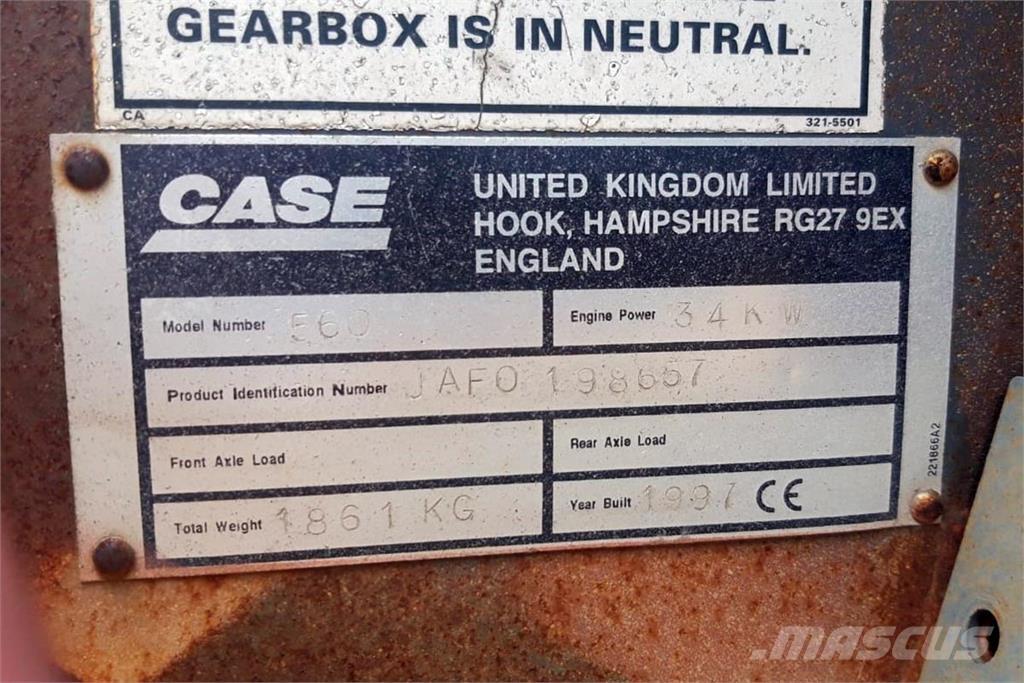 GEARBOX IS IN NEUTRAL.
CA 321-5501
CASE
UNITED KINGDOM LIMITED
HOOK, HAMPSHIRE RG27 9EX
ENGLAND
Model Number 560
Engine Power 34KW
Product Identification Number JAF0198657
Front Axle Load
Rear Axle Load
Total Weight 1861 KG
Year Built 1997 CE
221866A2
MASCUS